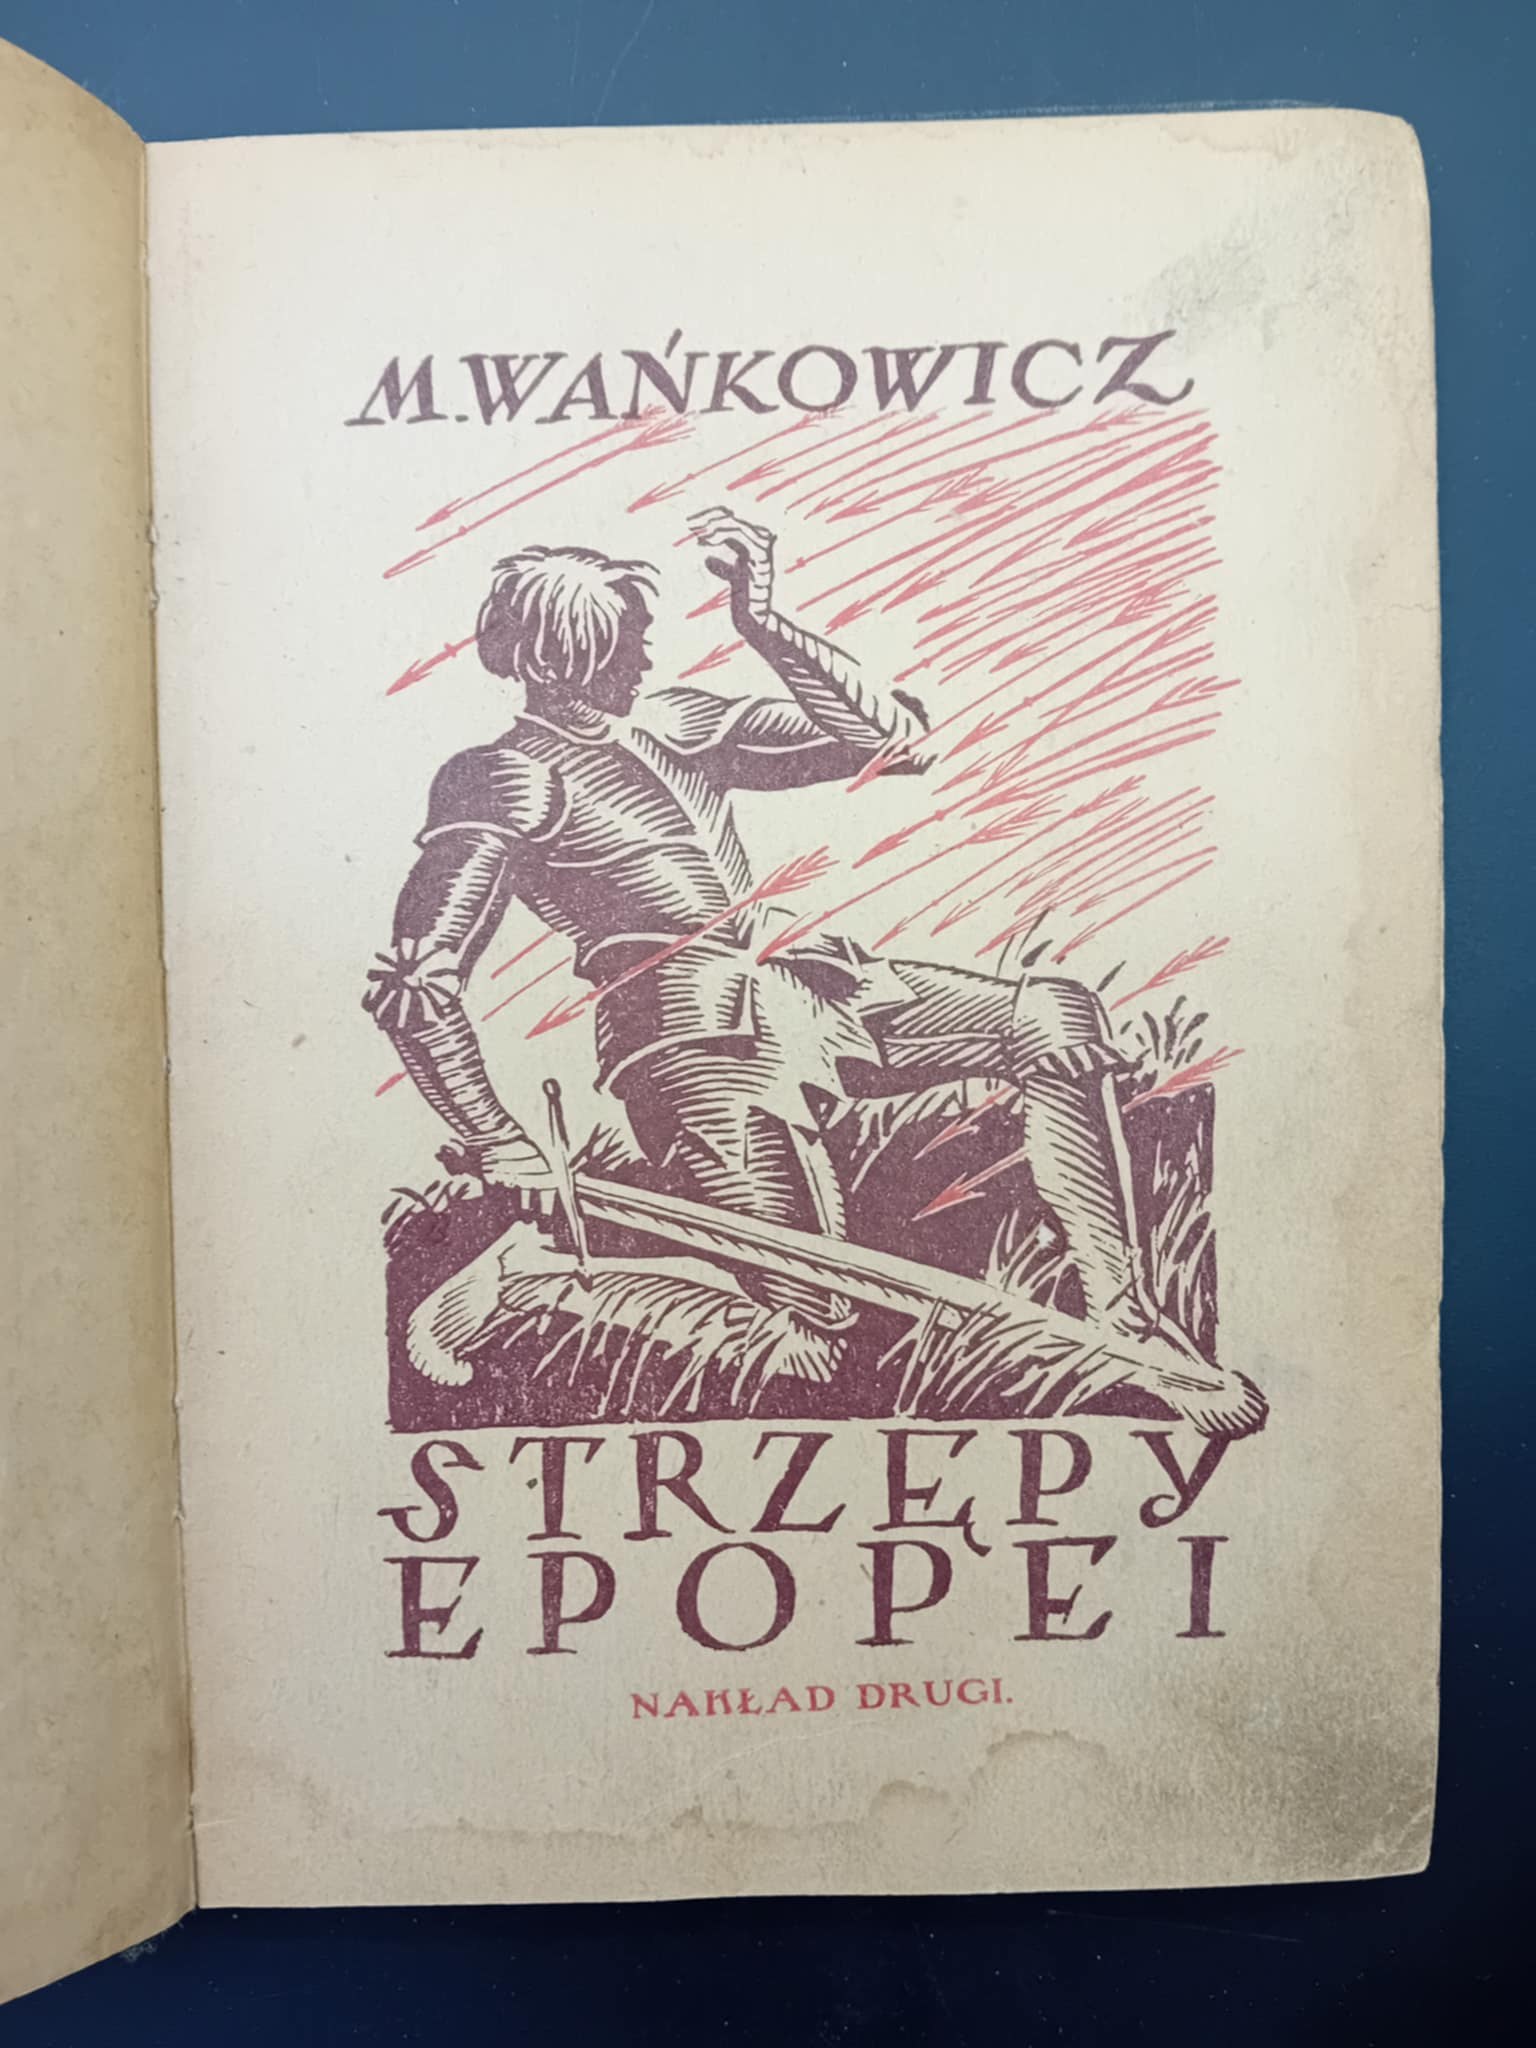 M. WAŃKOWICZ
STRZĘPY
EPOPEI
NAKŁAD DRUGI.